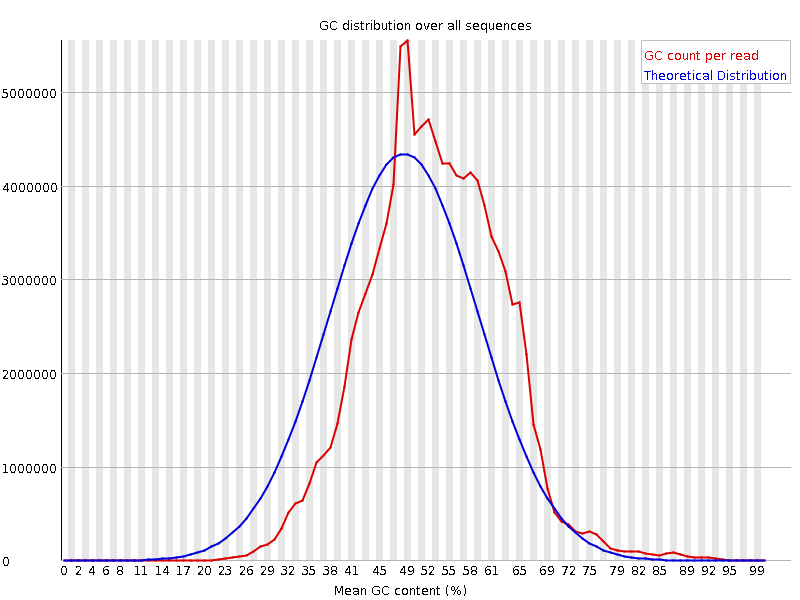 GC distribution over all sequences
GC count per read
Theoretical Distribution
5000000
4000000
3000000
2000000
1000000
0
0 2 4 6 8 11 14 17 20 23 26 29 32 35 38 41 45 49 52 55 58 61 65 69 72 75 79 82 85 89 92 95 99
Mean GC content (%)